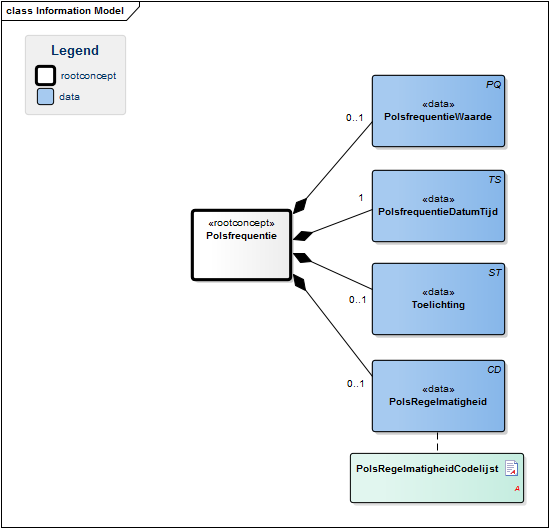 class Information Model
Legend
rootconcept
data
PQ
«data»
PolsfrequentieWaarde
0..1
TS
«data»
PolsfrequentieDatumTijd
1
«rootconcept»
Polsfrequentie
ST
«data»
Toelichting
0..1
CD
«data»
PolsRegelmatigheid
0..1
PolsRegelmatigheidCodelijst
A